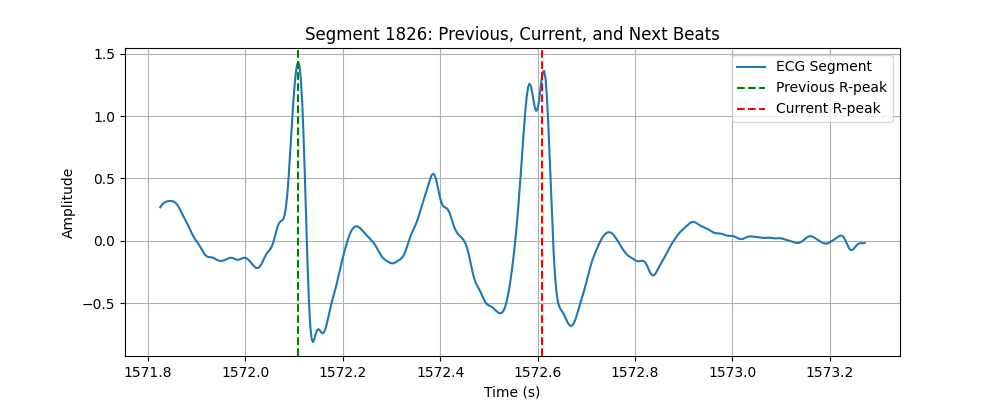 Segment 1826: Previous, Current, and Next Beats
ECG Segment
Previous R-peak
Current R-peak
1.5
1.0
0.5
0.0
−0.5
Amplitude
1571.8 1572.0 1572.2 1572.4 1572.6 1572.8 1573.0 1573.2
Time (s)